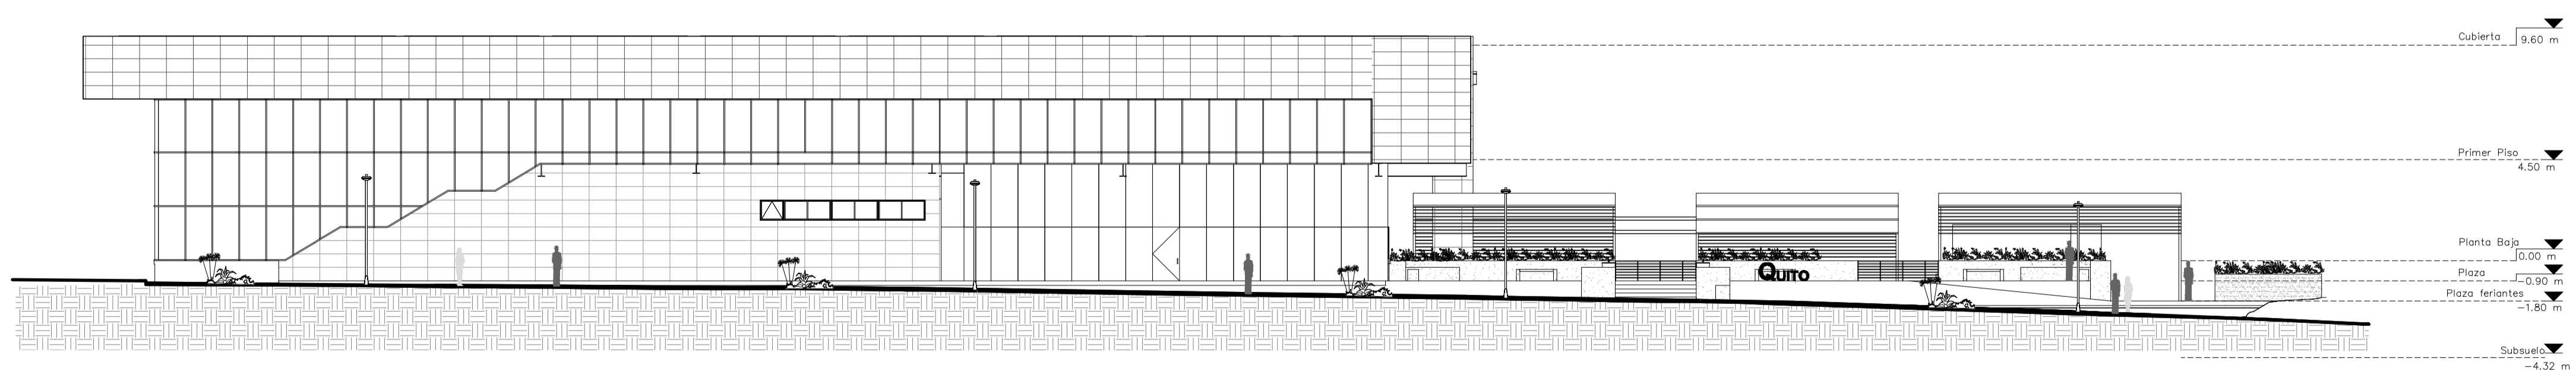 Cubierta
9.60 m
Primer Piso
4.50 m
Planta Baja
0.00 m
Plaza
-0.90 m
Plaza feriantes
-1.80 m
Subsuelo
-4.32 m
Quito